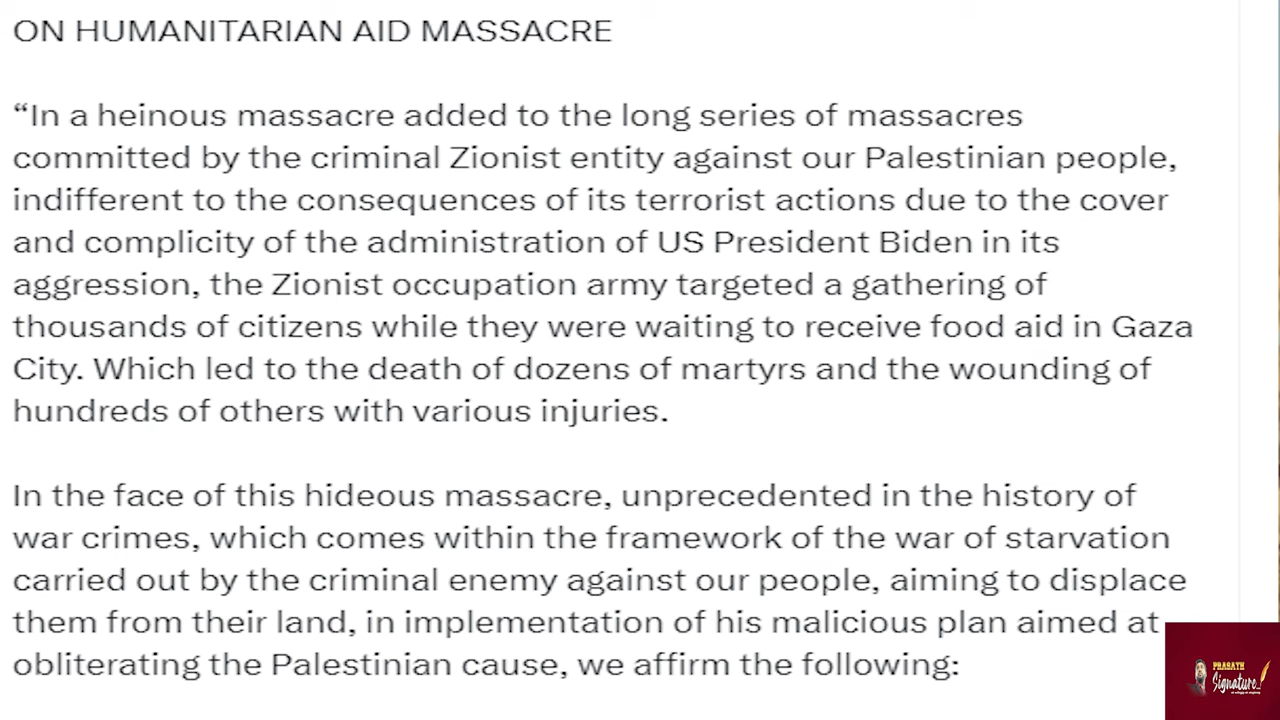 ON HUMANITARIAN AID MASSACRE
“In a heinous massacre added to the long series of massacres
committed by the criminal Zionist entity against our Palestinian people,
indifferent to the consequences of its terrorist actions due to the cover
and complicity of the administration of US President Biden in its
aggression, the Zionist occupation army targeted a gathering of
thousands of citizens while they were waiting to receive food aid in Gaza
City. Which led to the death of dozens of martyrs and the wounding of
hundreds of others with various injuries.
In the face of this hideous massacre, unprecedented in the history of
war crimes, which comes within the framework of the war of starvation
carried out by the criminal enemy against our people, aiming to displace
them from their land, in implementation of his malicious plan aimed at
obliterating the Palestinian cause, we affirm the following:
PRASATH
Signature